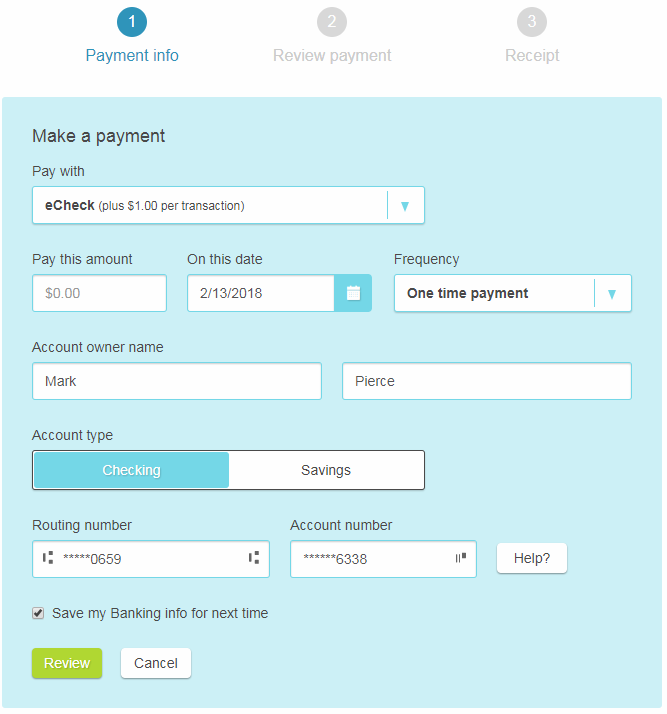 1 2 3
Payment info Review payment Receipt
Make a payment
Pay with
eCheck (plus $1.00 per transaction)
Pay this amount On this date Frequency
$0.00 2/13/2018 One time payment
Account owner name
Mark Pierce
Account type
Checking Savings
Routing number Account number
*****0659 ******6338 Help?
Save my Banking info for next time
Review Cancel